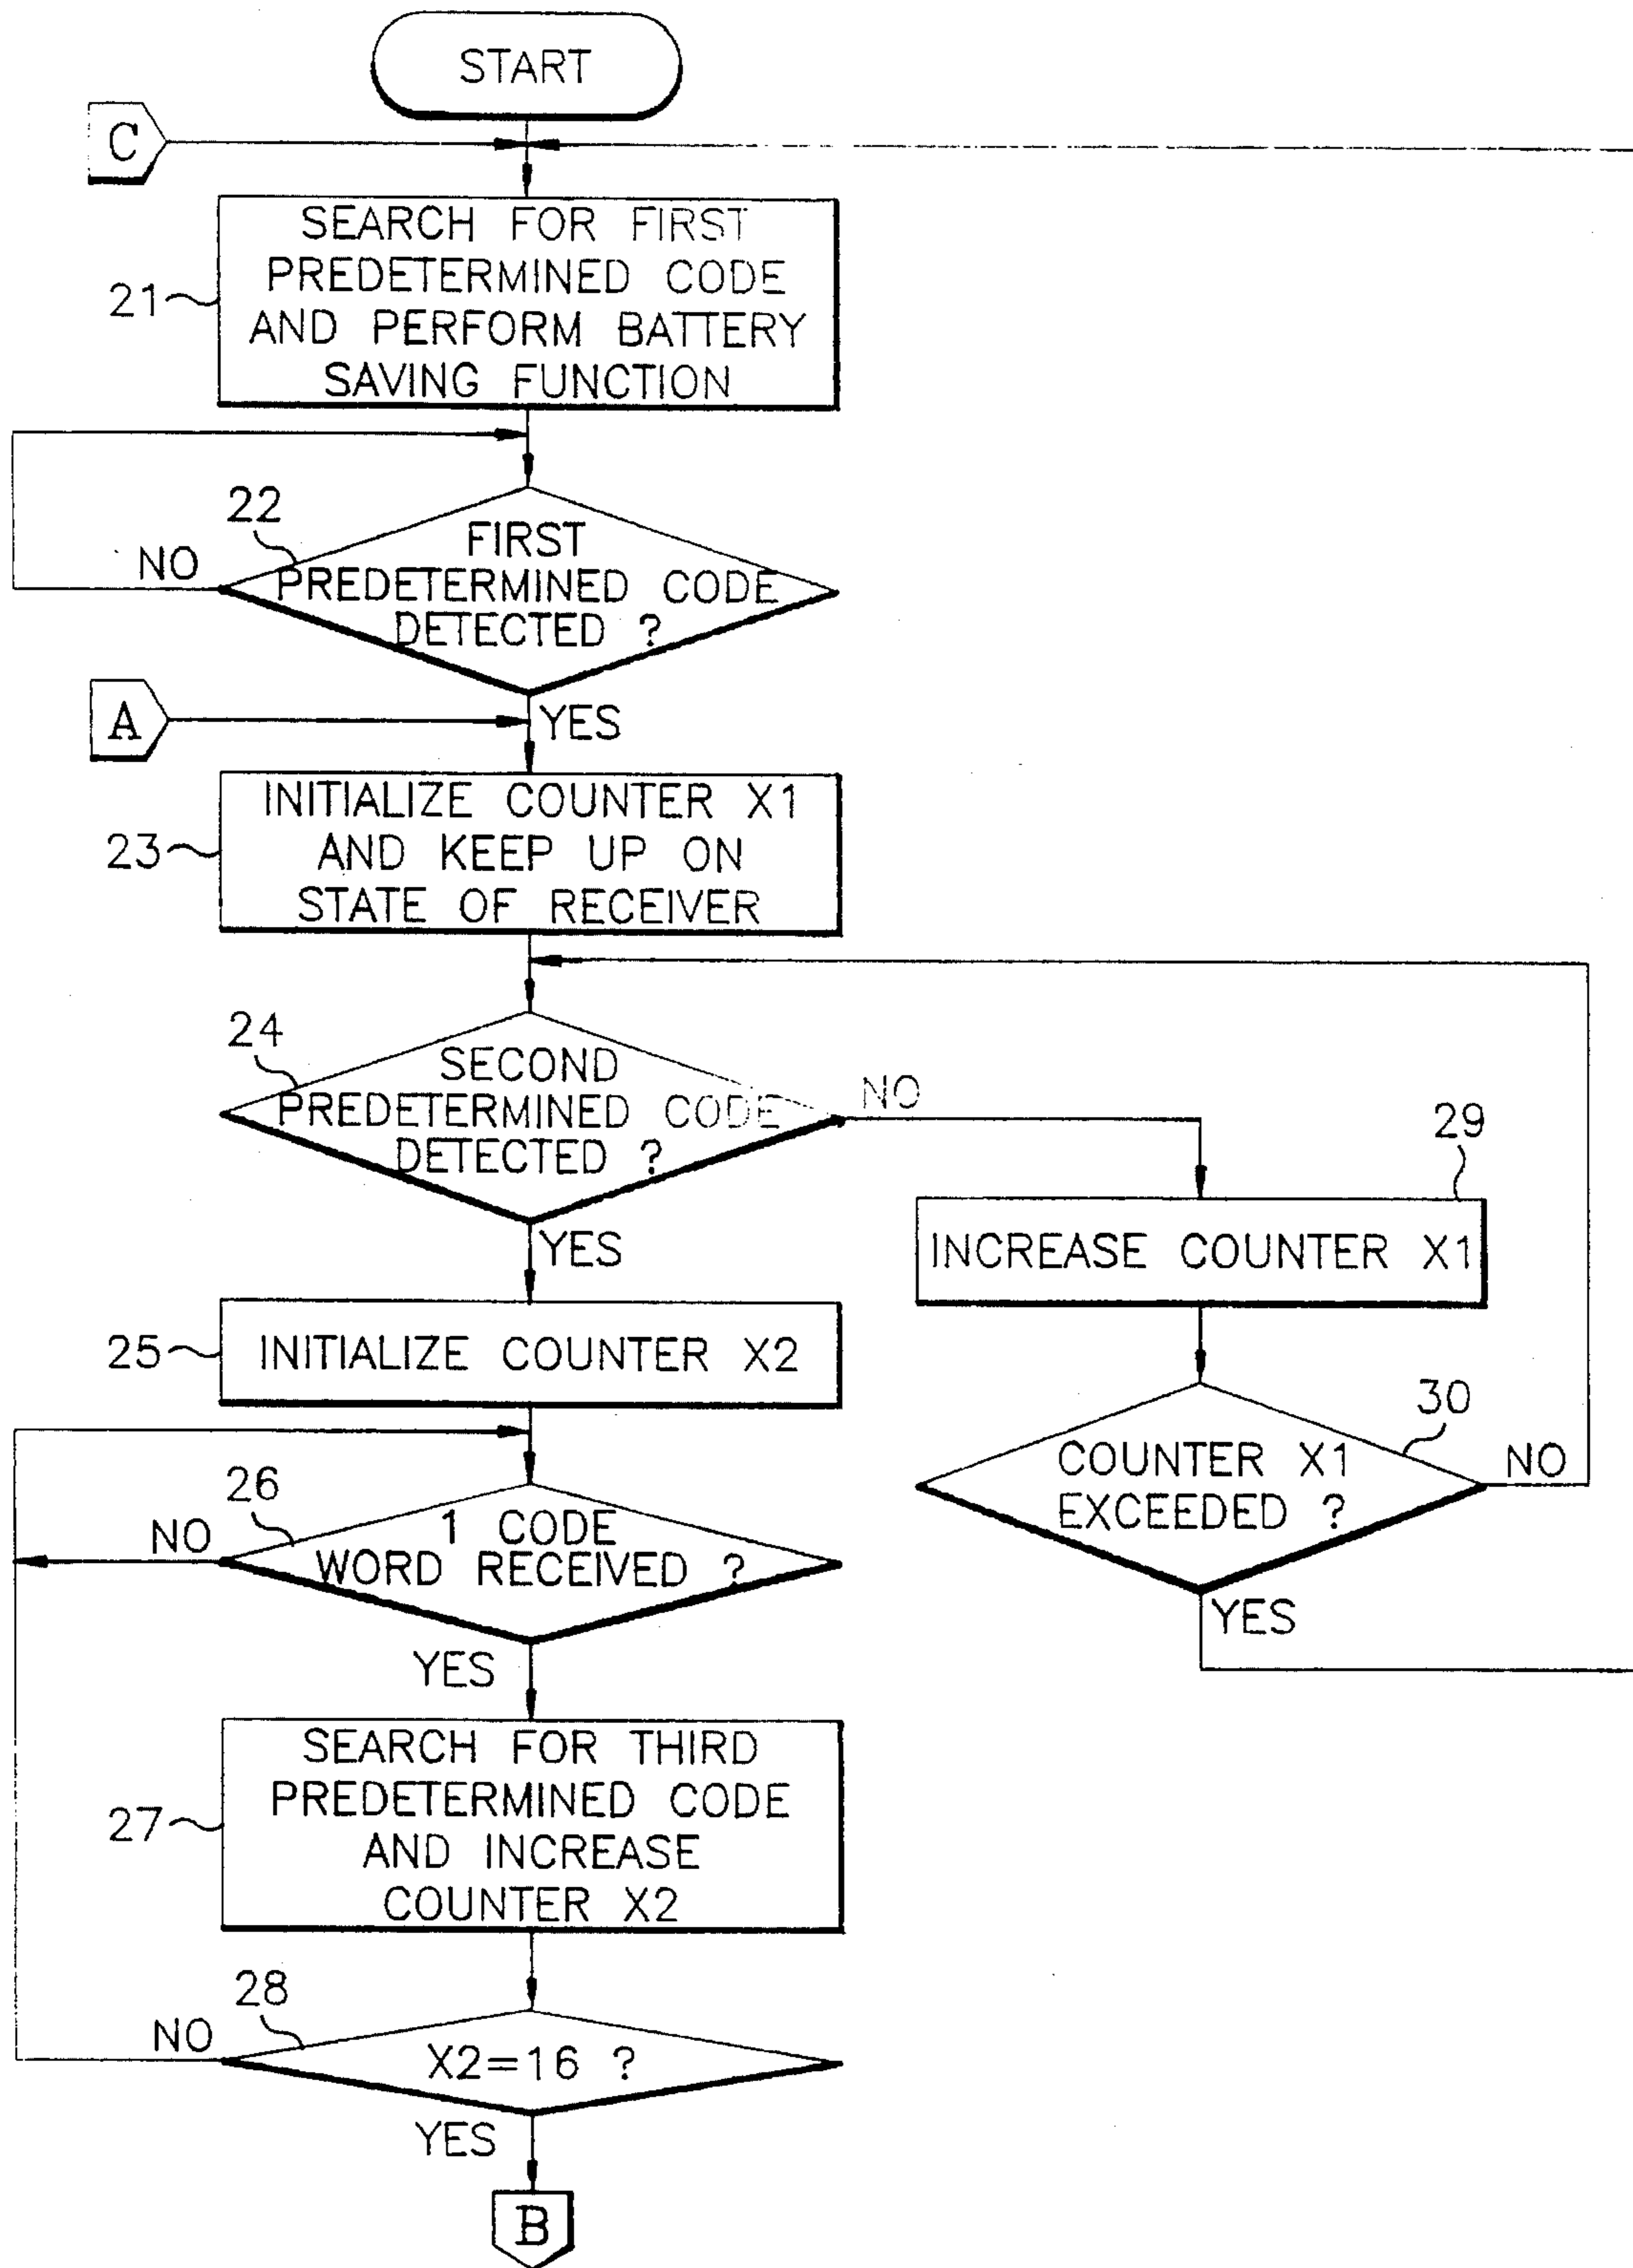 START
C
SEARCH FOR FIRST
PREDETERMINED CODE
AND PERFORM BATTERY
SAVING FUNCTION
21
22
FIRST
PREDETERMINED CODE
DETECTED ?
NO
YES
A
INITIALIZE COUNTER X1
AND KEEP UP ON
STATE OF RECEIVER
23
24
SECOND
PREDETERMINED CODE
DETECTED ?
NO
YES
29
INCREASE COUNTER X1
25
INITIALIZE COUNTER X2
30
COUNTER X1
EXCEEDED ?
NO
YES
26
1 CODE
WORD RECEIVED ?
NO
YES
SEARCH FOR THIRD
PREDETERMINED CODE
AND INCREASE
COUNTER X2
27
28
X2=16 ?
NO
YES
B